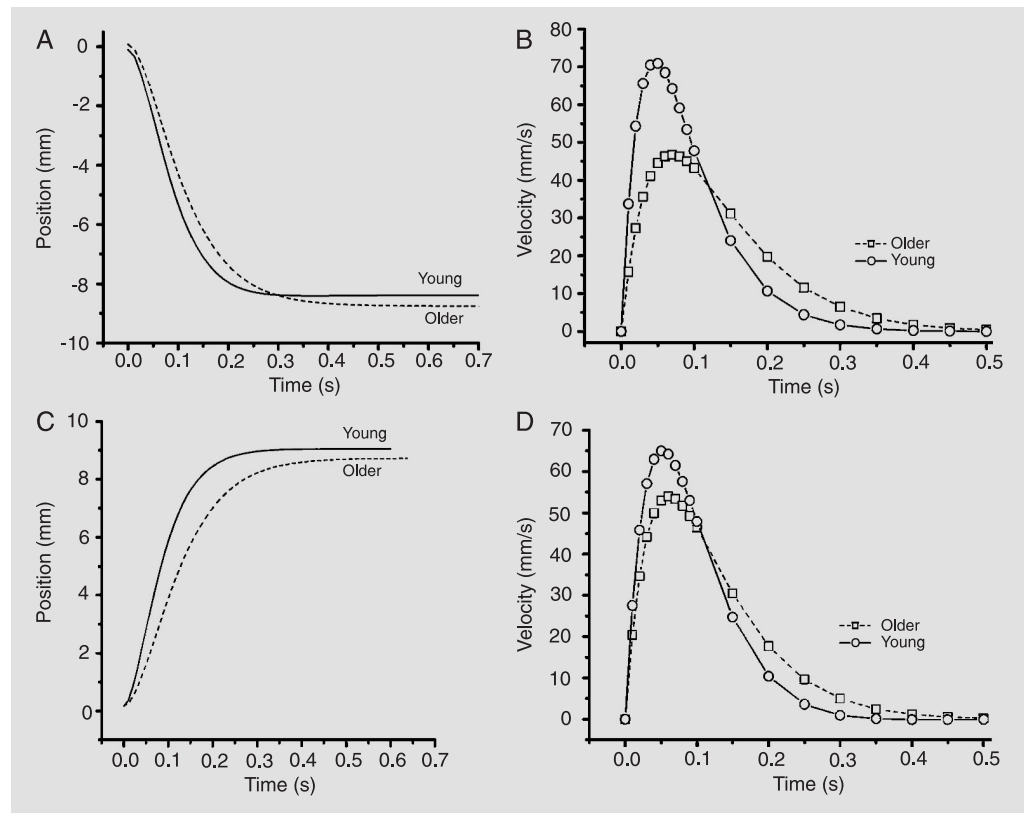 A
0
-2
-4
-6
-8
-10
Position (mm)
Young
Older
0.0 0.1 0.2 0.3 0.4 0.5 0.6 0.7
Time (s)
B
80
70
60
50
40
30
20
10
0
Velocity (mm/s)
Older
Young
0.0 0.1 0.2 0.3 0.4 0.5
Time (s)
C
10
8
6
4
2
0
Position (mm)
Young
Older
0.0 0.1 0.2 0.3 0.4 0.5 0.6 0.7
Time (s)
D
70
60
50
40
30
20
10
0
Velocity (mm/s)
Older
Young
0.0 0.1 0.2 0.3 0.4 0.5
Time (s)